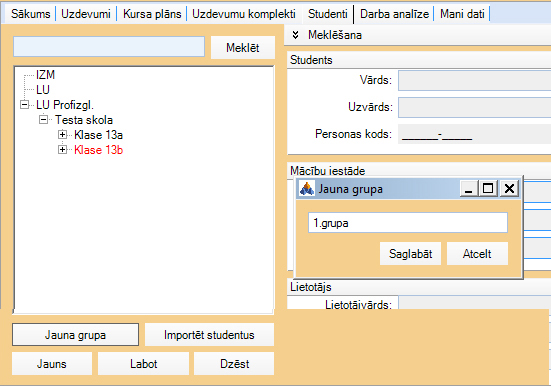 Sākums Uzdevumi Kursa plāns Uzdevumu komplekti Studenti Darba analīze Mani dati
Meklēt
IZM
LU
LU Profizgl.
Testa skola
Klase 13a
Klase 13b
Jauna grupa Importēt studentus
Jauns Labot Dzēst
Meklēšana
Students
Vārds:
Uzvārds:
Personas kods: ______-_____
Mācību iestāde
Jauna grupa
1.grupa
Saglabāt Atcelt
Lietotājs
Lietotājvārds: